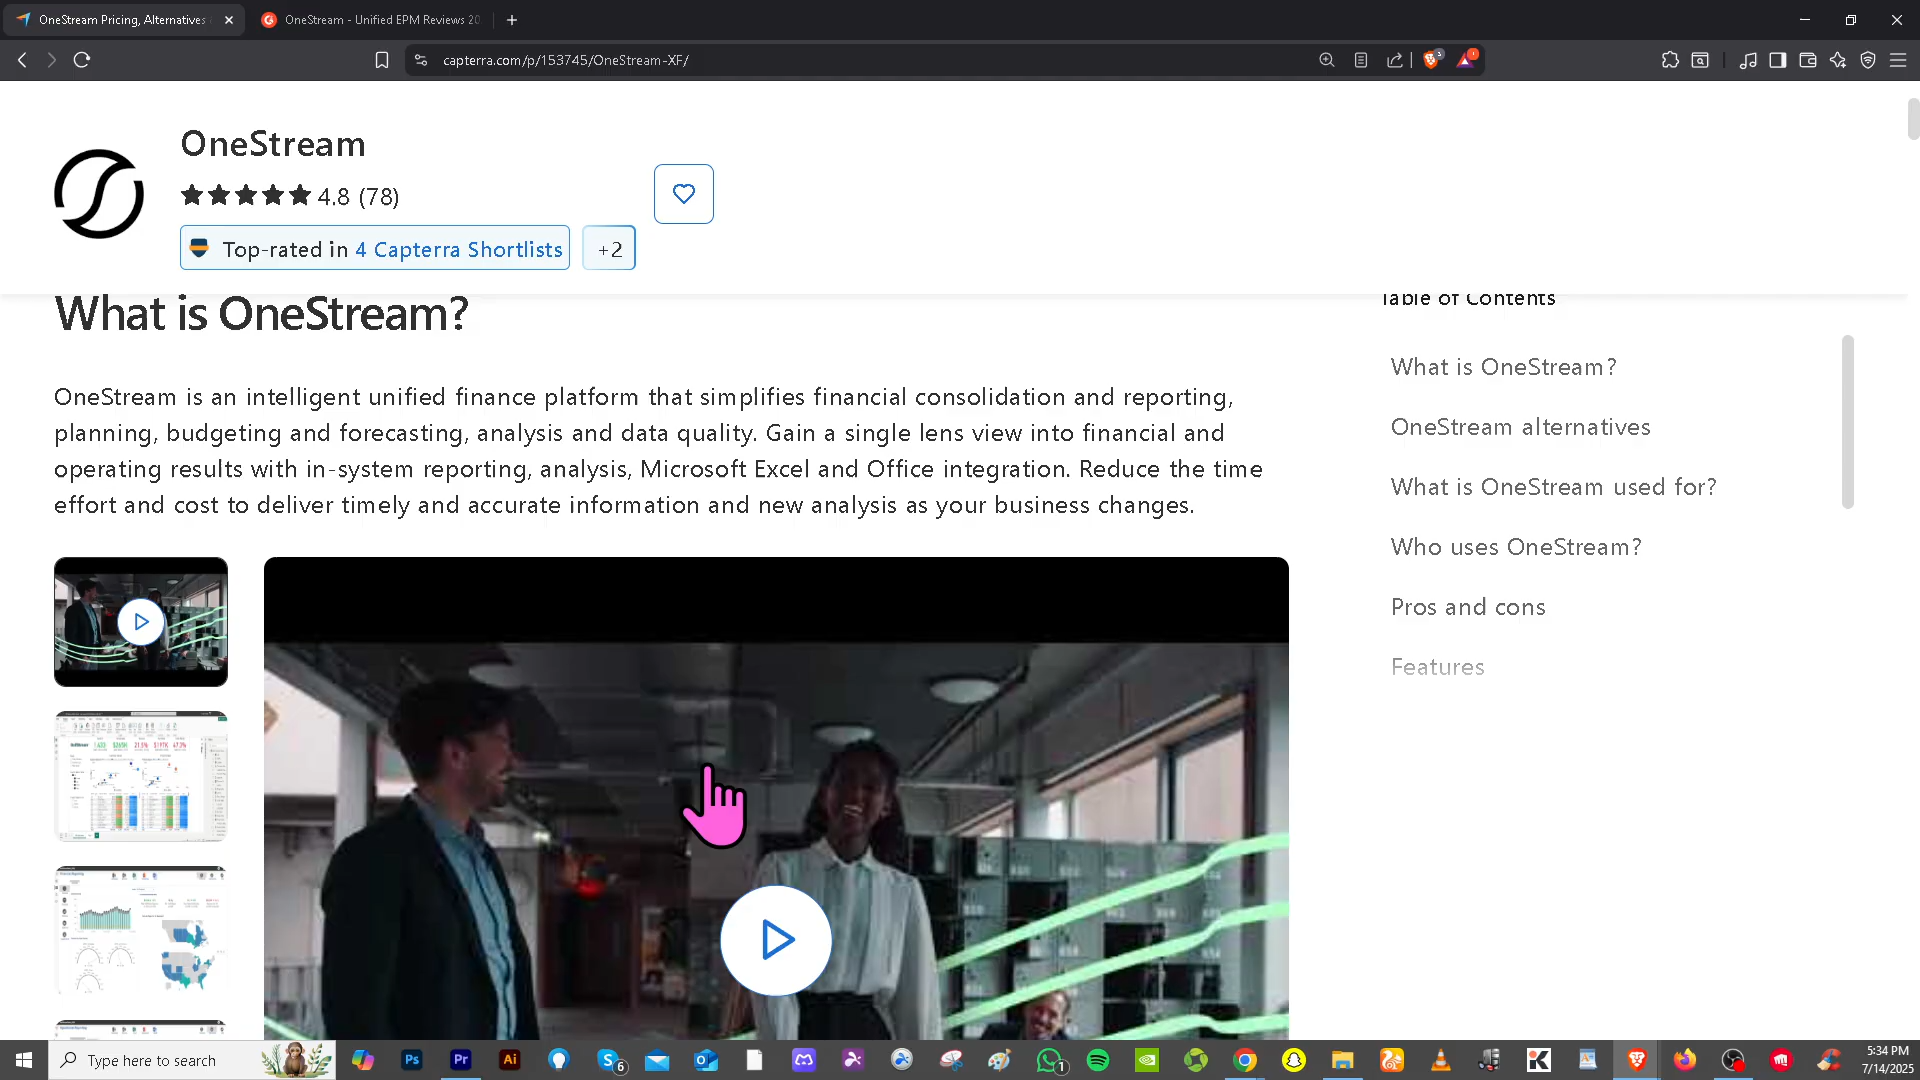 OneStream Pricing, Alternatives
OneStream - Unified EPM Reviews 20
capterra.com/p/153745/OneStream-XF/
OneStream
4.8 (78)
Top-rated in 4 Capterra Shortlists
+2
What is OneStream?
OneStream is an intelligent unified finance platform that simplifies financial consolidation and reporting,
planning, budgeting and forecasting, analysis and data quality. Gain a single lens view into financial and
operating results with in-system reporting, analysis, Microsoft Excel and Office integration. Reduce the time
effort and cost to deliver timely and accurate information and new analysis as your business changes.
Table of Contents
What is OneStream?
OneStream alternatives
What is OneStream used for?
Who uses OneStream?
Pros and cons
Features
Type here to search
Ps
Pr
Ai
6
1
5:34 PM
7/14/2025